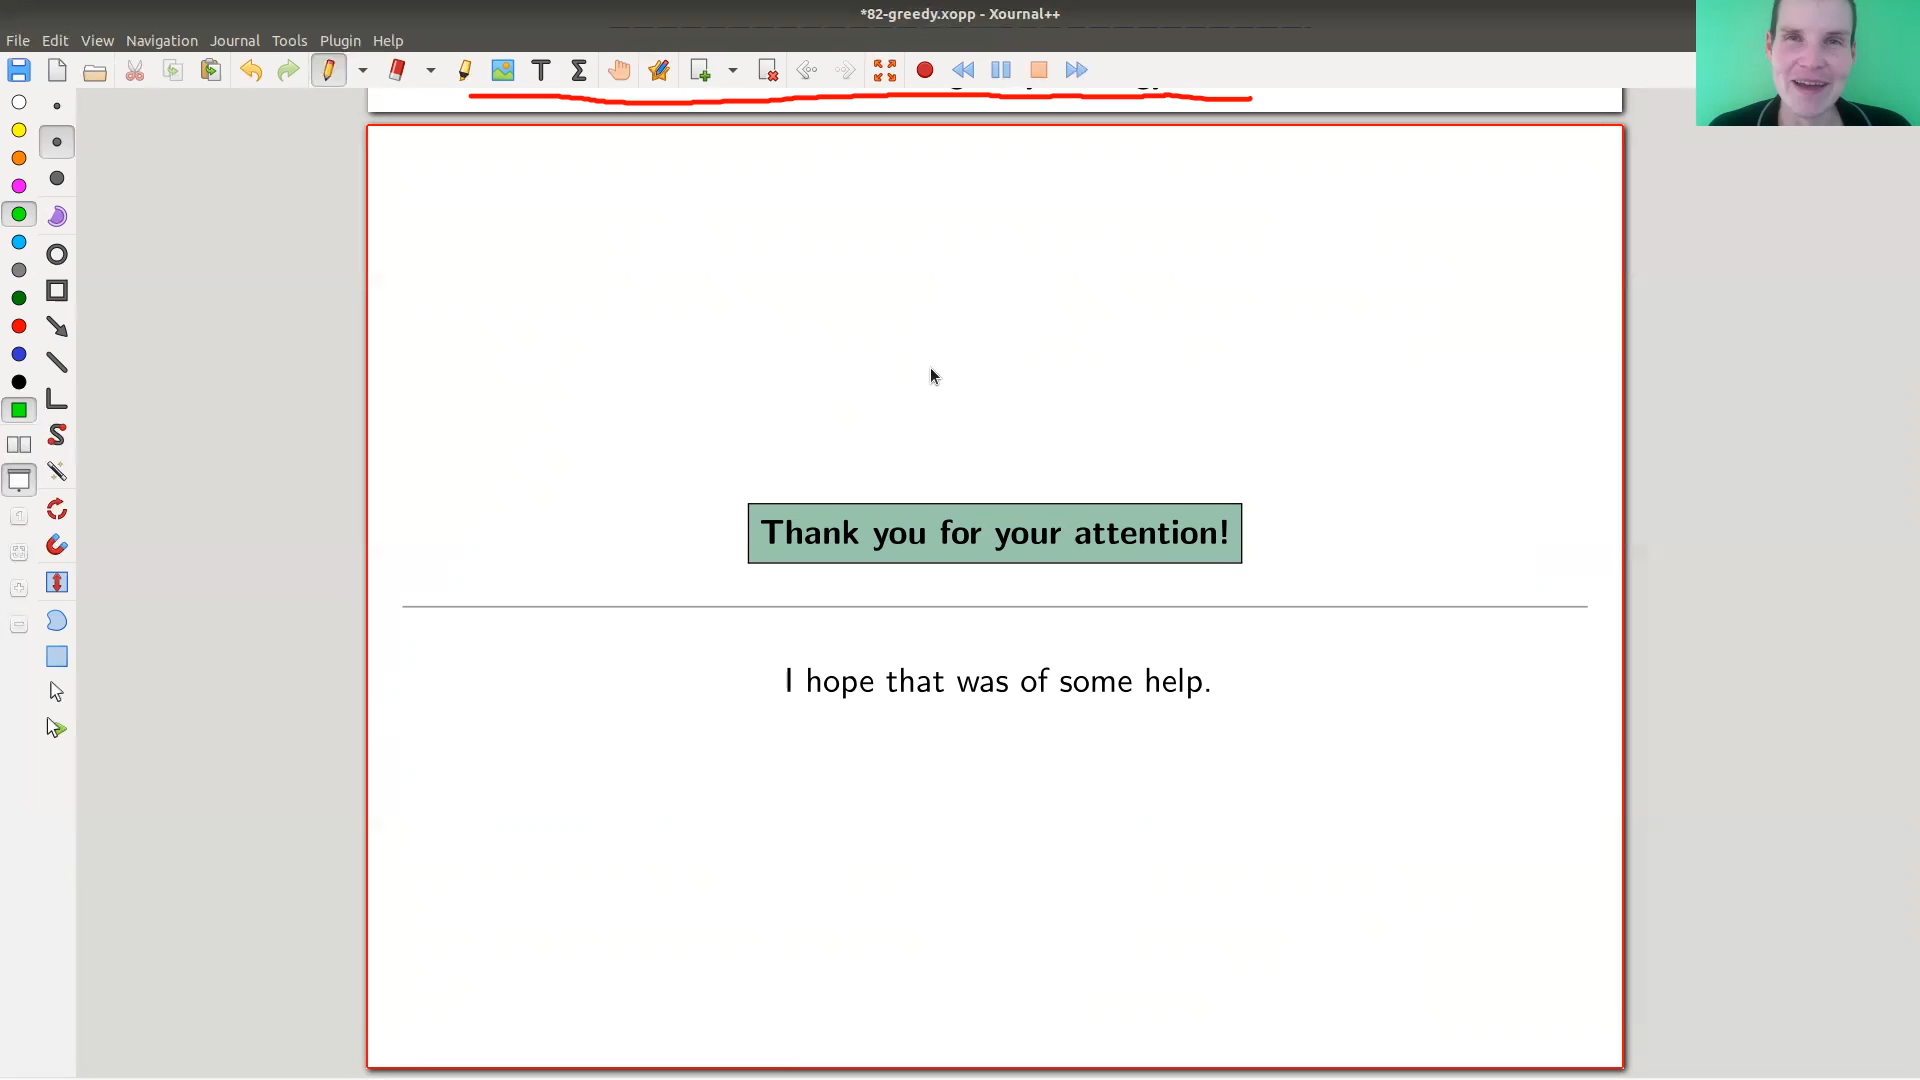 *82-greedy.xopp - Xournal++
File Edit View Navigation Journal Tools Plugin Help
Thank you for your attention!
I hope that was of some help.